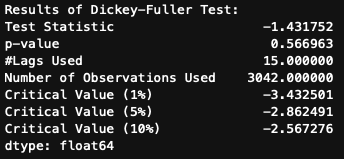 Results of Dickey-Fuller Test:
Test Statistic -1.431752
p-value 0.566963
#Lags Used 15.000000
Number of Observations Used 3042.000000
Critical Value (1%) -3.432501
Critical Value (5%) -2.862491
Critical Value (10%) -2.567276
dtype: float64